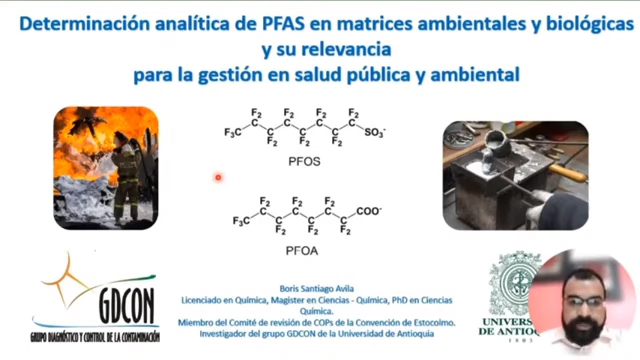 Determinación analítica de PFAS en matrices ambientales y biológicas
y su relevancia
para la gestión en salud pública y ambiental
F2 F2 F2 F2
F3C C C C C C C SO3-
F2 F2 F2 F2
PFOS
F2 F2 F2
F3C C C C C C COO-
F2 F2 F2
PFOA
GDCON
GRUPO DIAGNÓSTICO Y CONTROL DE LA CONTAMINACIÓN
Boris Santiago Avila
Licenciado en Química, Magister en Ciencias - Química, PhD en Ciencias
Química.
Miembro del Comité de revisión de COPs de la Convención de Estocolmo.
Investigador del grupo GDCON de la Universidad de Antioquia
UNIVERS
DE ANTIOQ
1803